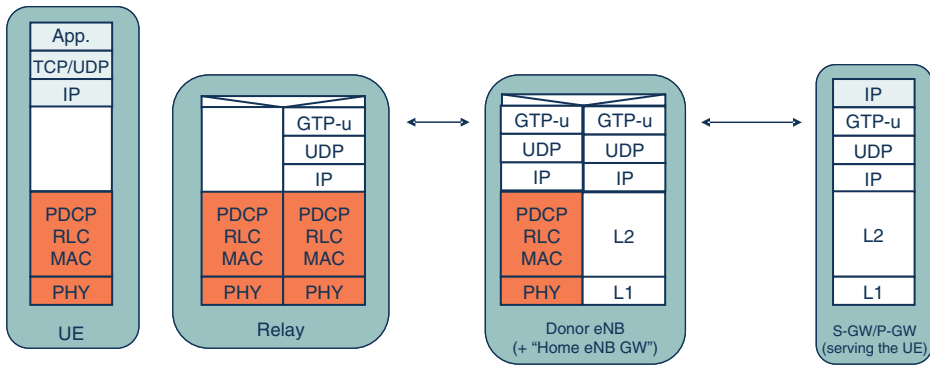 App.
TCP/UDP
IP
PDCP
RLC
MAC
PHY
UE
GTP-u
UDP
IP
PDCP
RLC
MAC
PDCP
RLC
MAC
PHY
PHY
Relay
GTP-u
GTP-u
UDP
UDP
IP
IP
PDCP
RLC
MAC
L2
PHY
L1
Donor eNB
(+ “Home eNB GW”)
IP
GTP-u
UDP
IP
L2
L1
S-GW/P-GW
(serving the UE)